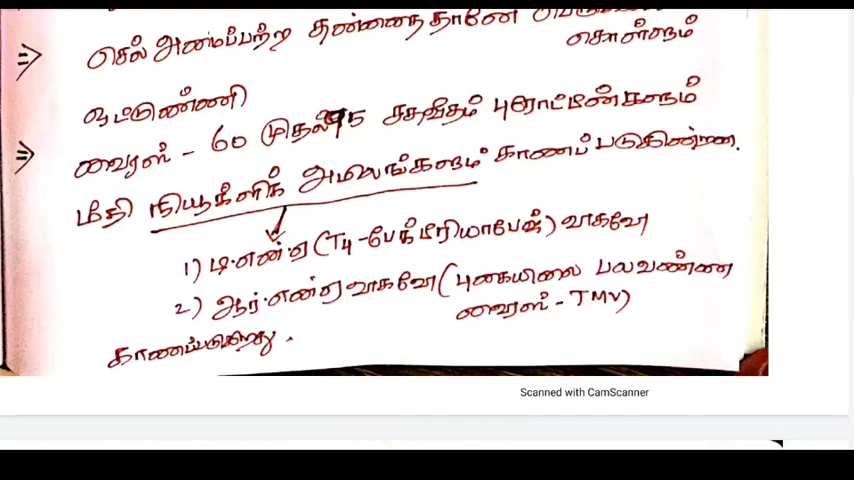 செல் அமைப்பற்ற தன்னைதானே
கொள்ளும்
ஒட்டுண்ணி
வைரஸ் - 60 முதல் 95 சதவீதம் புரோட்டீன்களும்
மீதி நியூக்ளிக் அமிலங்களும் காணப்படுகின்றன.
1) டி.என்.ஏ (T4-பேக்டீரியாபேஜ்) வாகவோ
2) ஆர்.என்ஏ வாகவோ (புகையிலை பலவண்ண
வைரஸ் - TMV)
காணப்படுகிறது.
Scanned with CamScanner